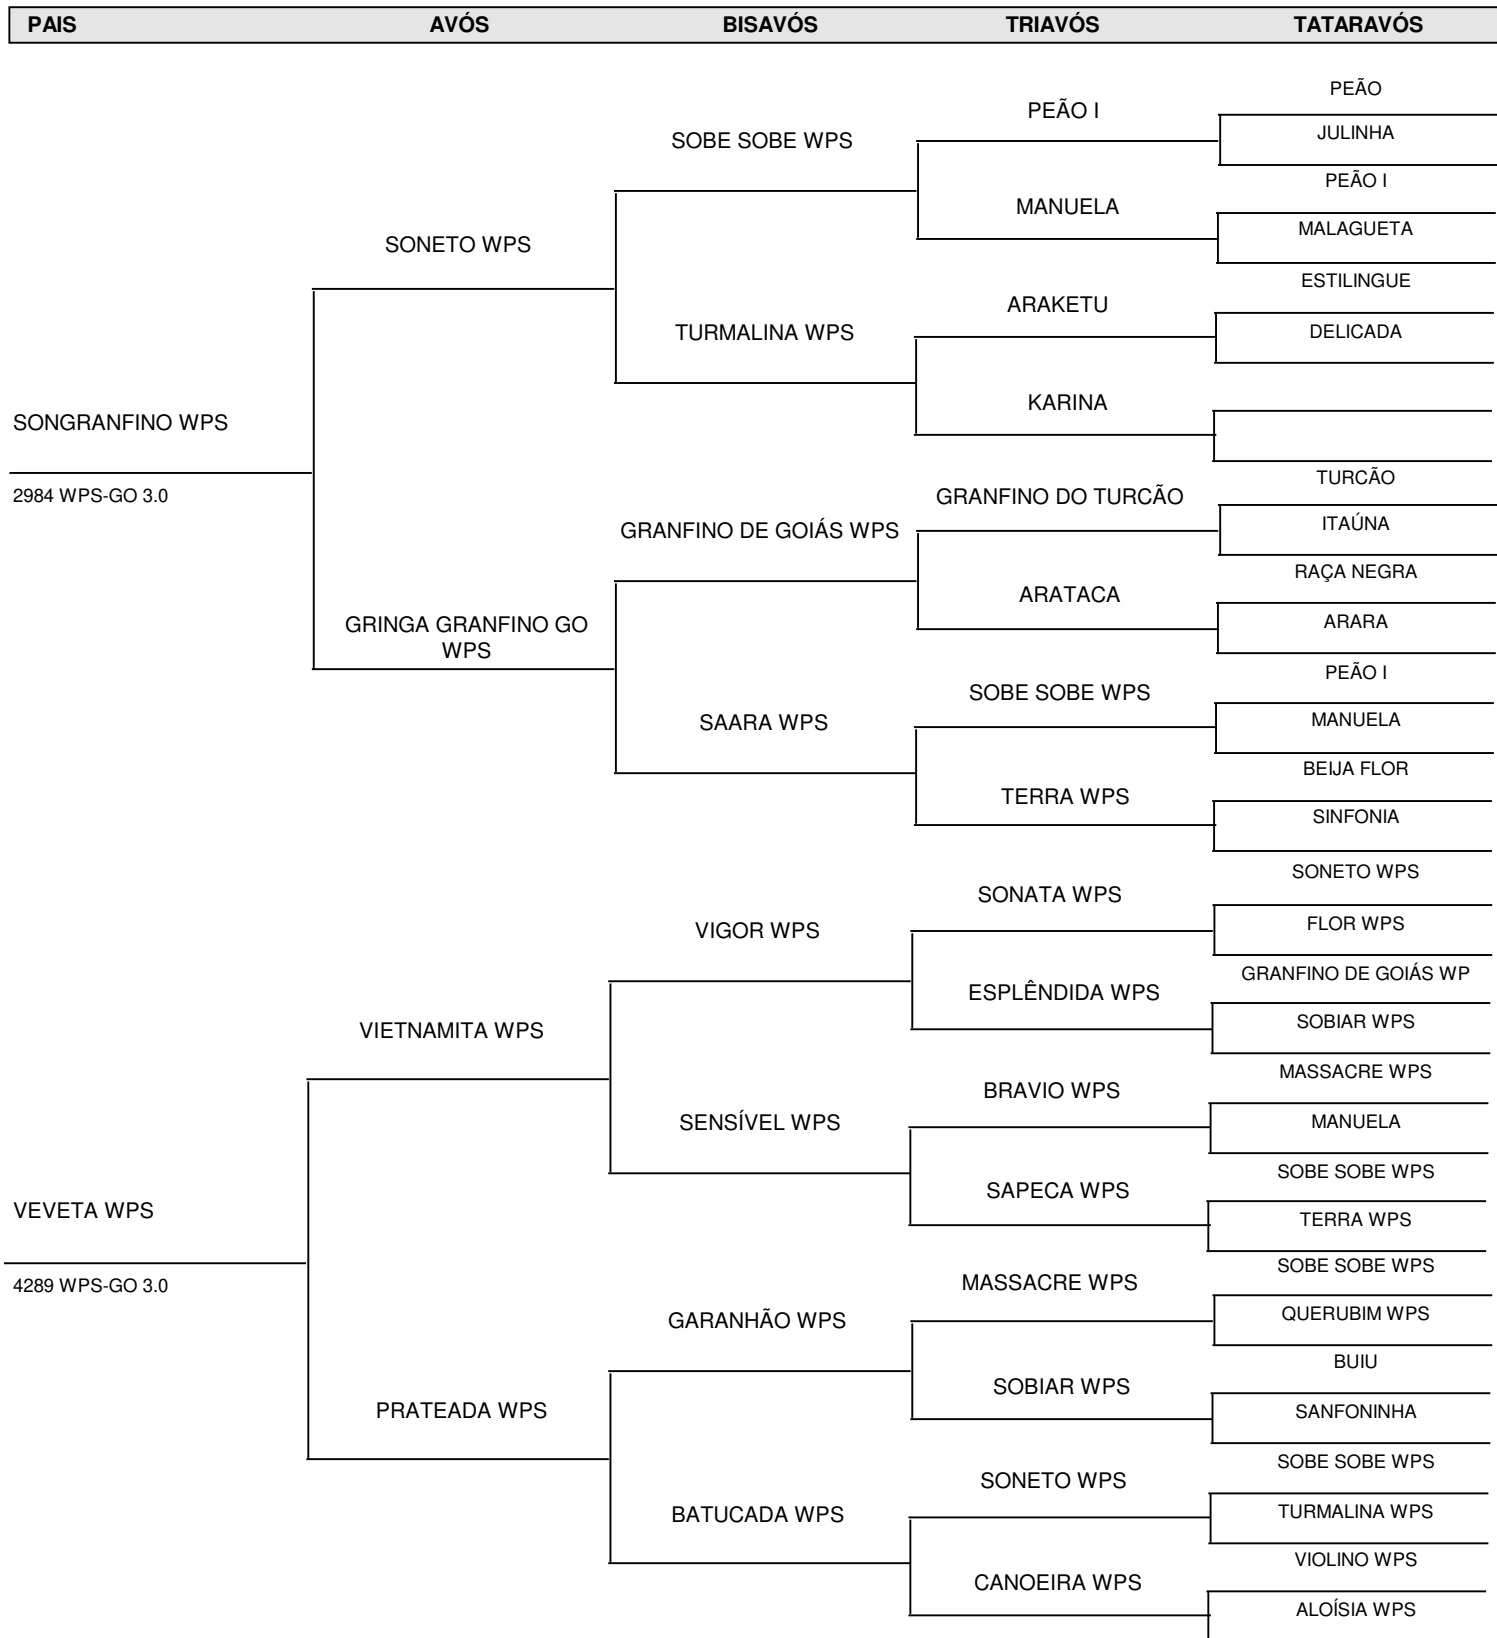 PAIS AVÓS BISAVÓS TRIAVÓS TATARAVÓS
PEÃO
PEÃO I
JULINHA
SOBE SOBE WPS
PEÃO I
MANUELA
MALAGUETA
SONETO WPS
ESTILINGUE
ARAKETU
DELICADA
TURMALINA WPS
KARINA
SONGRANFINO WPS
TURCÃO
2984 WPS-GO 3.0
GRANFINO DO TURCÃO
ITAÚNA
GRANFINO DE GOIÁS WPS
RAÇA NEGRA
ARATACA
ARARA
GRINGA GRANFINO GO
WPS
PEÃO I
SOBE SOBE WPS
MANUELA
SAARA WPS
BEIJA FLOR
TERRA WPS
SINFONIA
SONETO WPS
SONATA WPS
FLOR WPS
VIGOR WPS
GRANFINO DE GOIÁS WP
ESPLÊNDIDA WPS
SOBIAR WPS
VIETNAMITA WPS
MASSACRE WPS
BRAVIO WPS
MANUELA
SENSÍVEL WPS
SOBE SOBE WPS
SAPECA WPS
VEVETA WPS
TERRA WPS
SOBE SOBE WPS
4289 WPS-GO 3.0
MASSACRE WPS
QUERUBIM WPS
GARANHÃO WPS
BUIU
SOBIAR WPS
PRATEADA WPS
SANFONINHA
SOBE SOBE WPS
SONETO WPS
TURMALINA WPS
BATUCADA WPS
VIOLINO WPS
CANOEIRA WPS
ALOÍSIA WPS